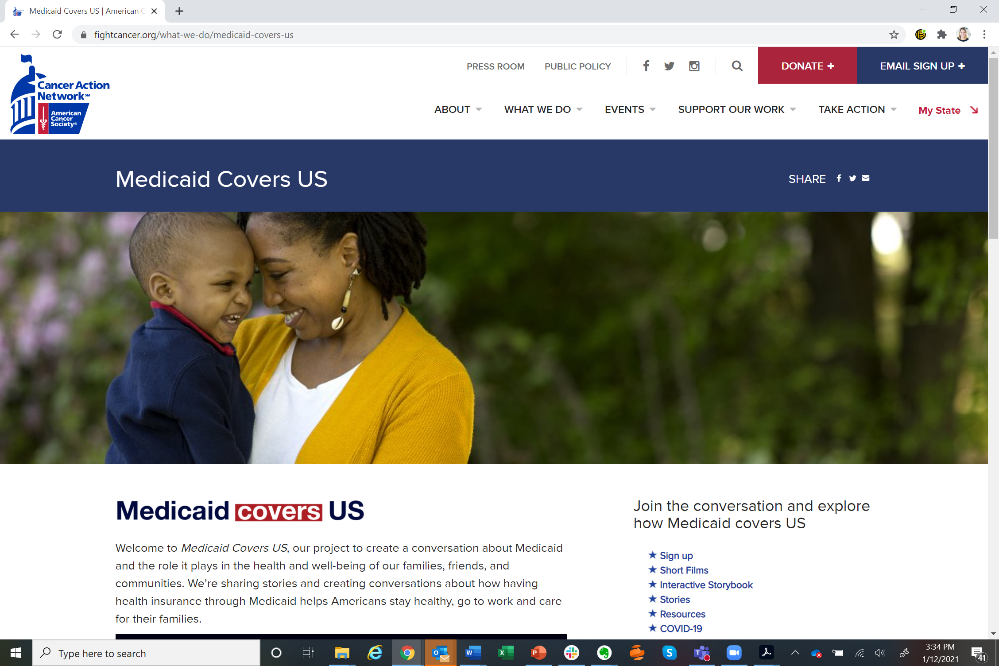 Medicaid Covers US | American C
fightcancer.org/what-we-do/medicaid-covers-us
Cancer Action
Network SM
American
Cancer
Society®
PRESS ROOM PUBLIC POLICY DONATE + EMAIL SIGN UP +
ABOUT WHAT WE DO EVENTS SUPPORT OUR WORK TAKE ACTION My State
Medicaid Covers US
SHARE
Medicaid covers US
Welcome to Medicaid Covers US, our project to create a conversation about Medicaid
and the role it plays in the health and well-being of our families, friends, and
communities. We’re sharing stories and creating conversations about how having
health insurance through Medicaid helps Americans stay healthy, go to work and care
for their families.
Join the conversation and explore
how Medicaid covers US
★ Sign up
★ Short Films
★ Interactive Storybook
★ Stories
★ Resources
★ COVID-19
Type here to search
3:34 PM
1/12/2021
41